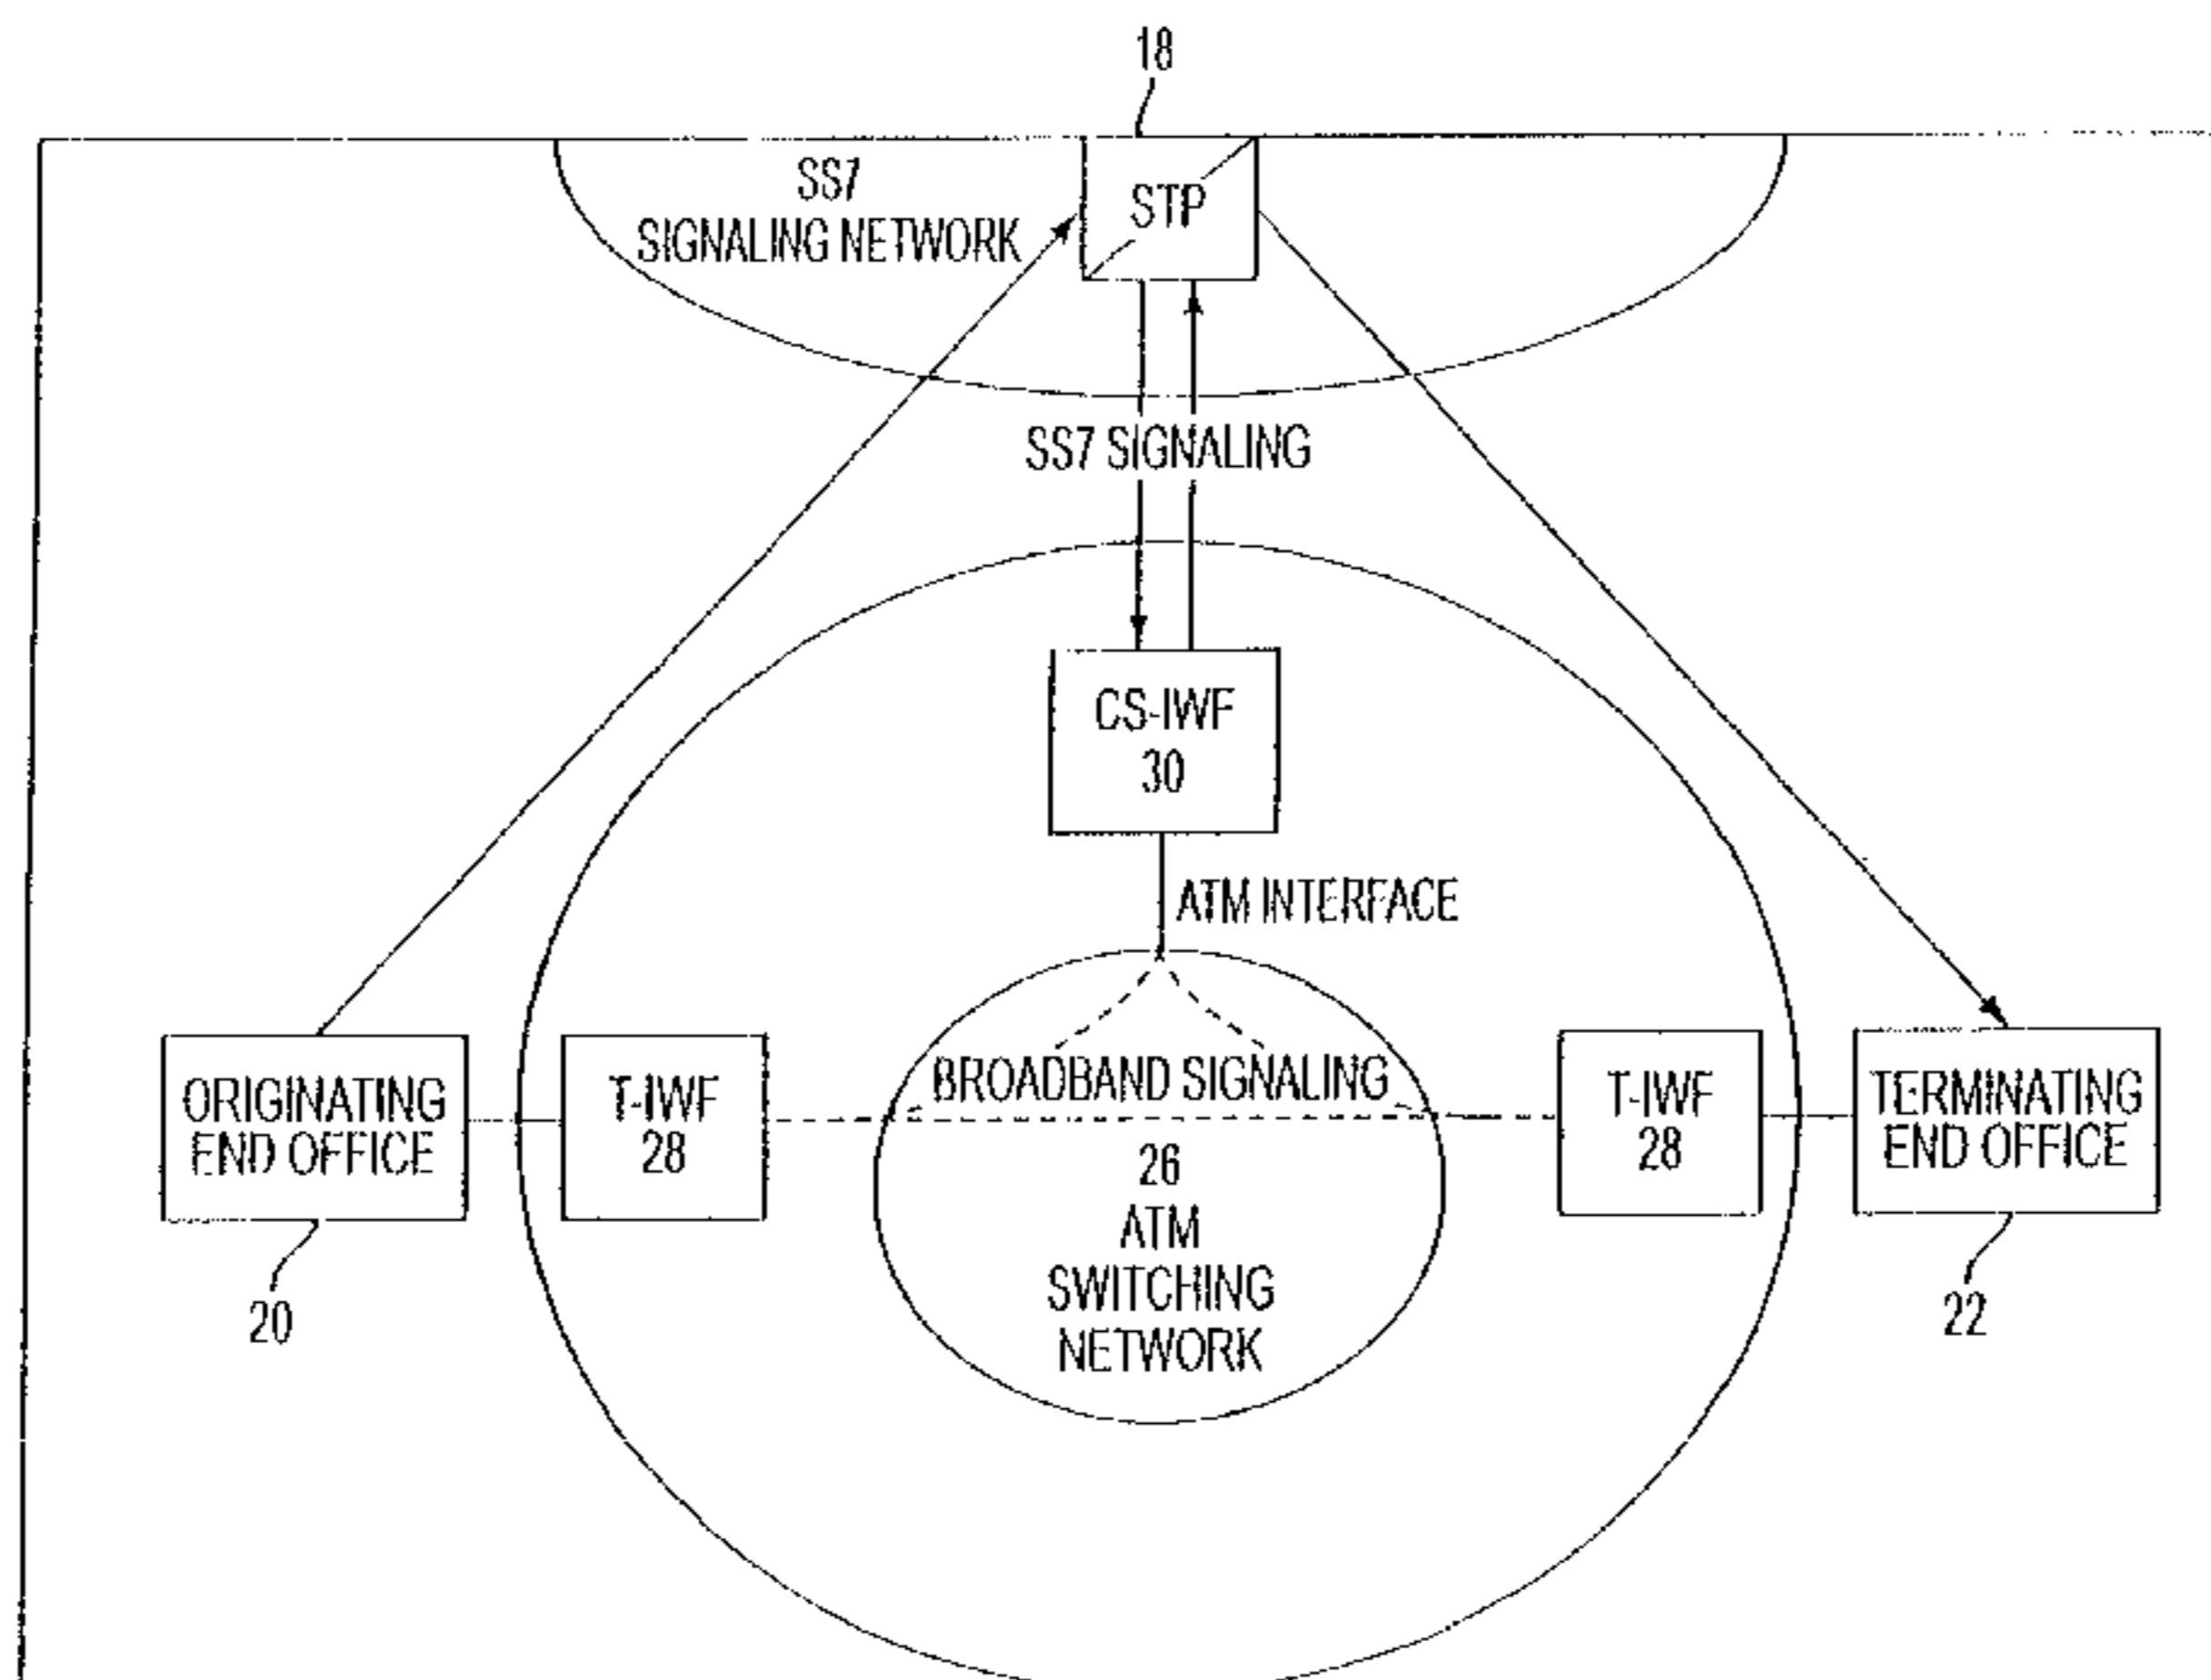 18
SS7
SIGNALING NETWORK
STP
SS7 SIGNALING
CS-IWF
30
ATM INTERFACE
BROADBAND SIGNALING
ORIGINATING
END OFFICE
T-IWF
28
26
ATM
SWITCHING
NETWORK
T-IWF
28
TERMINATING
END OFFICE
20
22